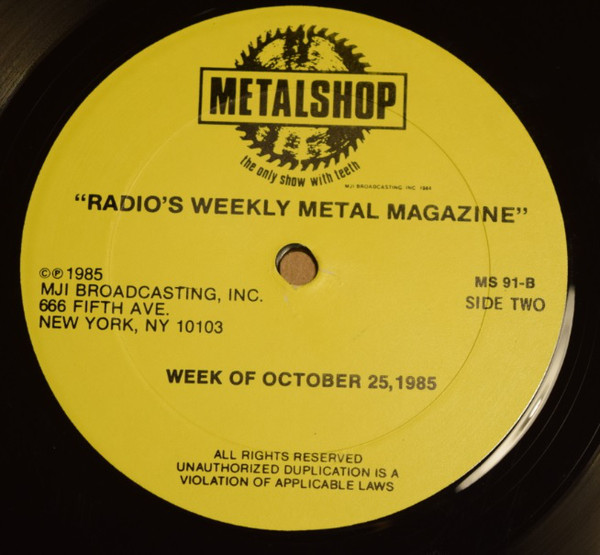 METALSHOP
the only show with teeth
MJI BROADCASTING INC 1984
"RADIO'S WEEKLY METAL MAGAZINE"
©℗ 1985
MJI BROADCASTING, INC.
666 FIFTH AVE.
NEW YORK, NY 10103
MS 91-B
SIDE TWO
WEEK OF OCTOBER 25,1985
ALL RIGHTS RESERVED
UNAUTHORIZED DUPLICATION IS A
VIOLATION OF APPLICABLE LAWS